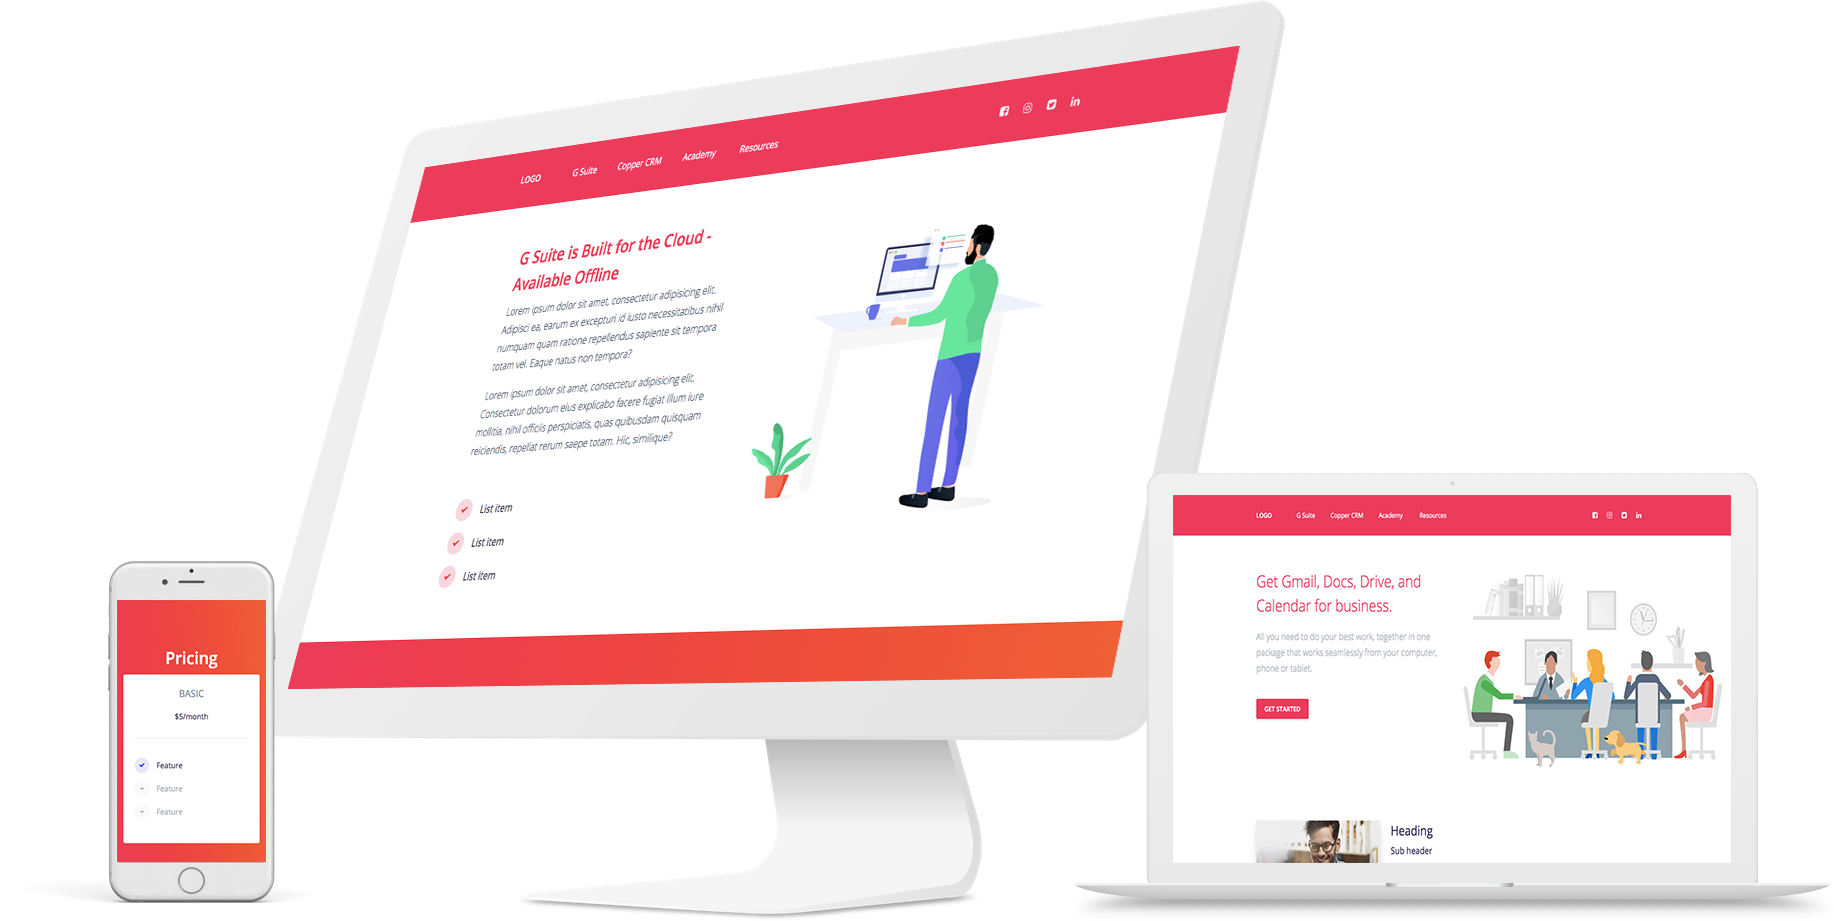 LOGO G Suite Copper CRM Academy Resources
G Suite is Built for the Cloud -
Available Offline
Lorem ipsum dolor sit amet, consectetur adipisicing elit.
Adipisci ea, earum ex excepturi id iusto necessitatibus nihil
numquam quam ratione repellendus sapiente sit tempora
totam vel. Eaque natus non tempora?
Lorem ipsum dolor sit amet, consectetur adipisicing elit.
Consectetur dolorum eius explicabo facere fugiat illum iure
mollitia, nihil officiis perspiciatis, quas quibusdam quisquam
reiciendis, repellat rerum saepe totam. Hic, similique?
List item
List item
List item
Pricing
BASIC
$5/month
Feature
Feature
Feature
LOGO G Suite Copper CRM Academy Resources
Get Gmail, Docs, Drive, and
Calendar for business.
All you need to do your best work, together in one
package that works seamlessly from your computer,
phone or tablet.
GET STARTED
Heading
Sub header